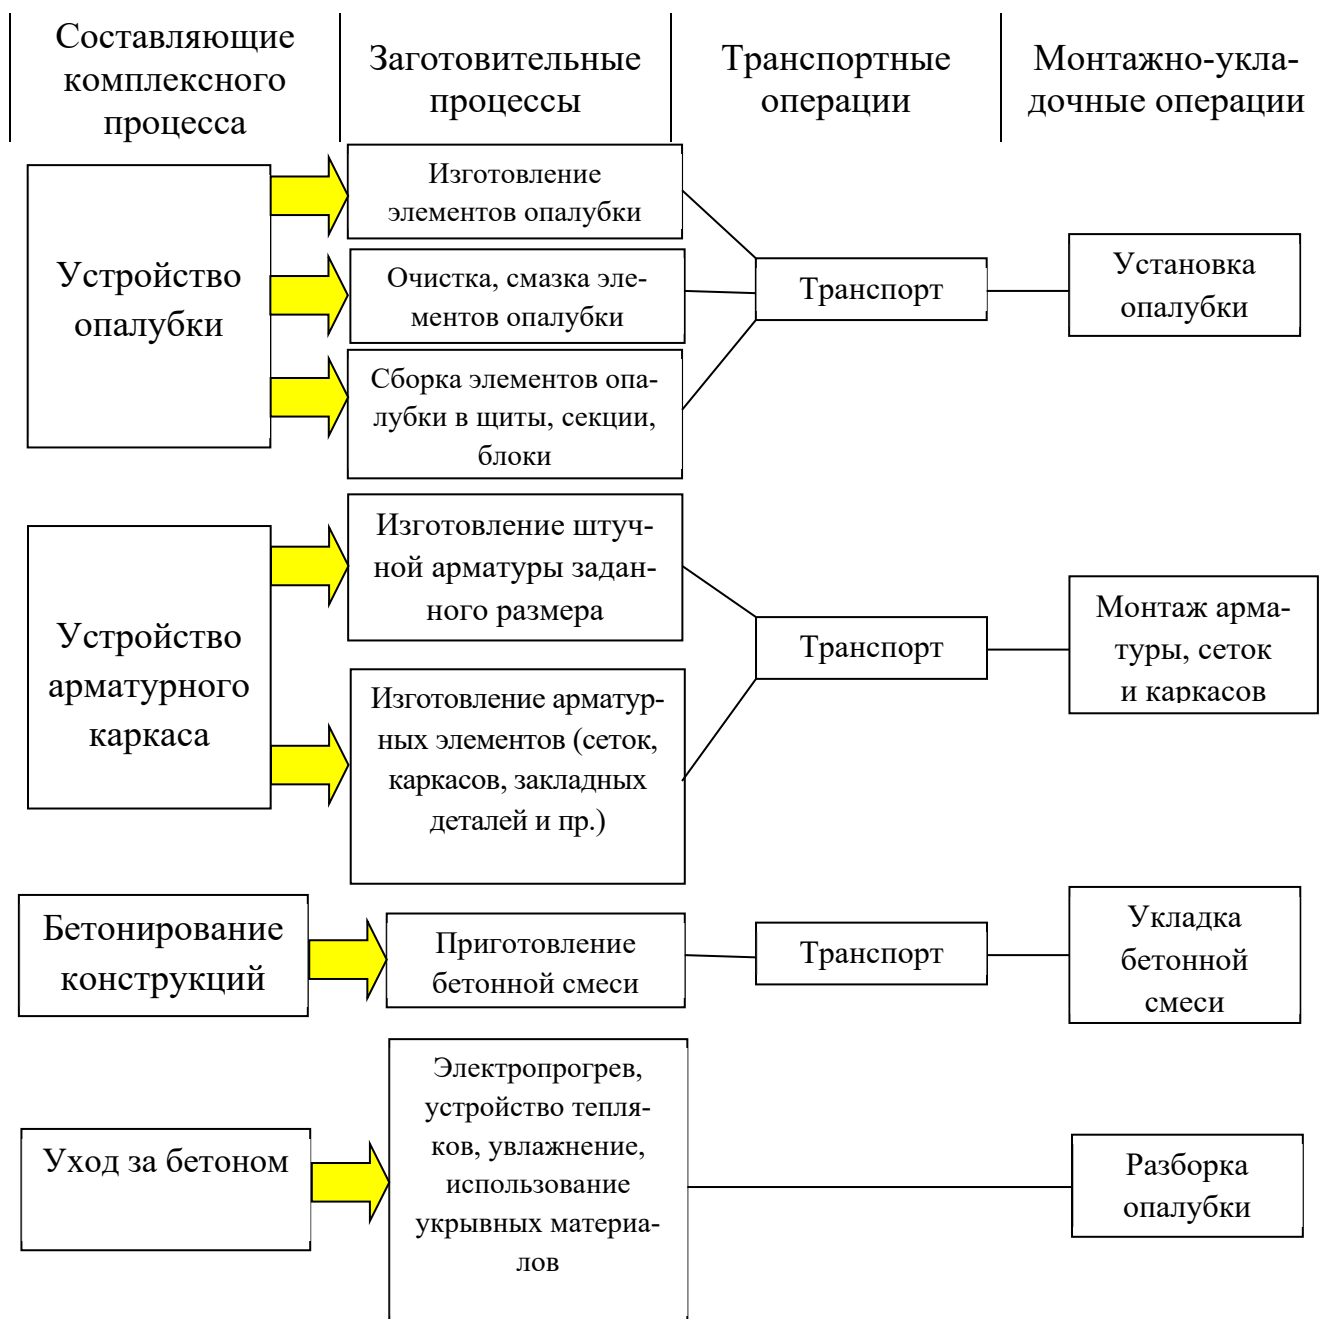 Составляющие
комплексного
процесса
Заготовительные
процессы
Транспортные
операции
Монтажно-укла-
дочные операции
Устройство
опалубки
Изготовление
элементов опалубки
Очистка, смазка эле-
ментов опалубки
Сборка элементов опа-
лубки в щиты, секции,
блоки
Транспорт
Установка
опалубки
Устройство
арматурного
каркаса
Изготовление штуч-
ной арматуры задан-
ного размера
Изготовление арматур-
ных элементов (сеток,
каркасов, закладных
деталей и пр.)
Транспорт
Монтаж арма-
туры, сеток
и каркасов
Бетонирование
конструкций
Приготовление
бетонной смеси
Транспорт
Укладка
бетонной
смеси
Уход за бетоном
Электропрогрев,
устройство тепля-
ков, увлажнение,
использование
укрывных материа-
лов
Разборка
опалубки